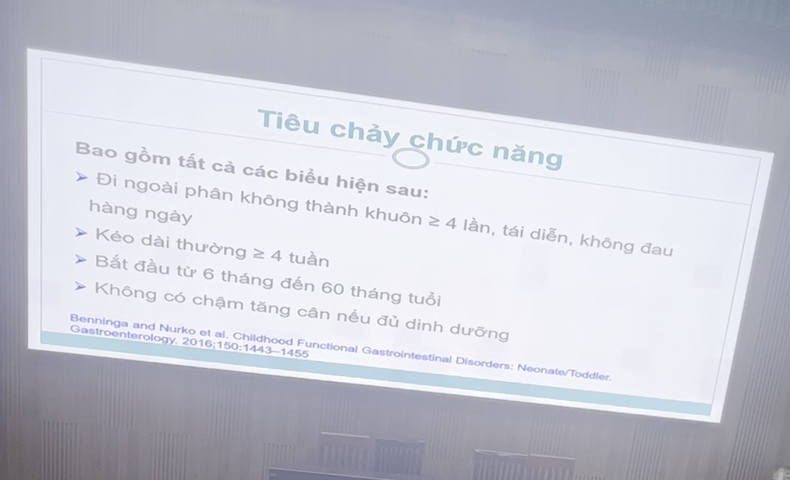 Tiêu chảy chức năng
Bao gồm tất cả các biểu hiện sau:
➢ Đi ngoài phân không thành khuôn ≥ 4 lần, tái diễn, không đau
hàng ngày
➢ Kéo dài thường ≥ 4 tuần
➢ Bắt đầu từ 6 tháng đến 60 tháng tuổi
➢ Không có chậm tăng cân nếu đủ dinh dưỡng
Benninga and Nurko et al. Childhood Functional Gastrointestinal Disorders: Neonate/Toddler.
Gastroenterology. 2016;150:1443–1455